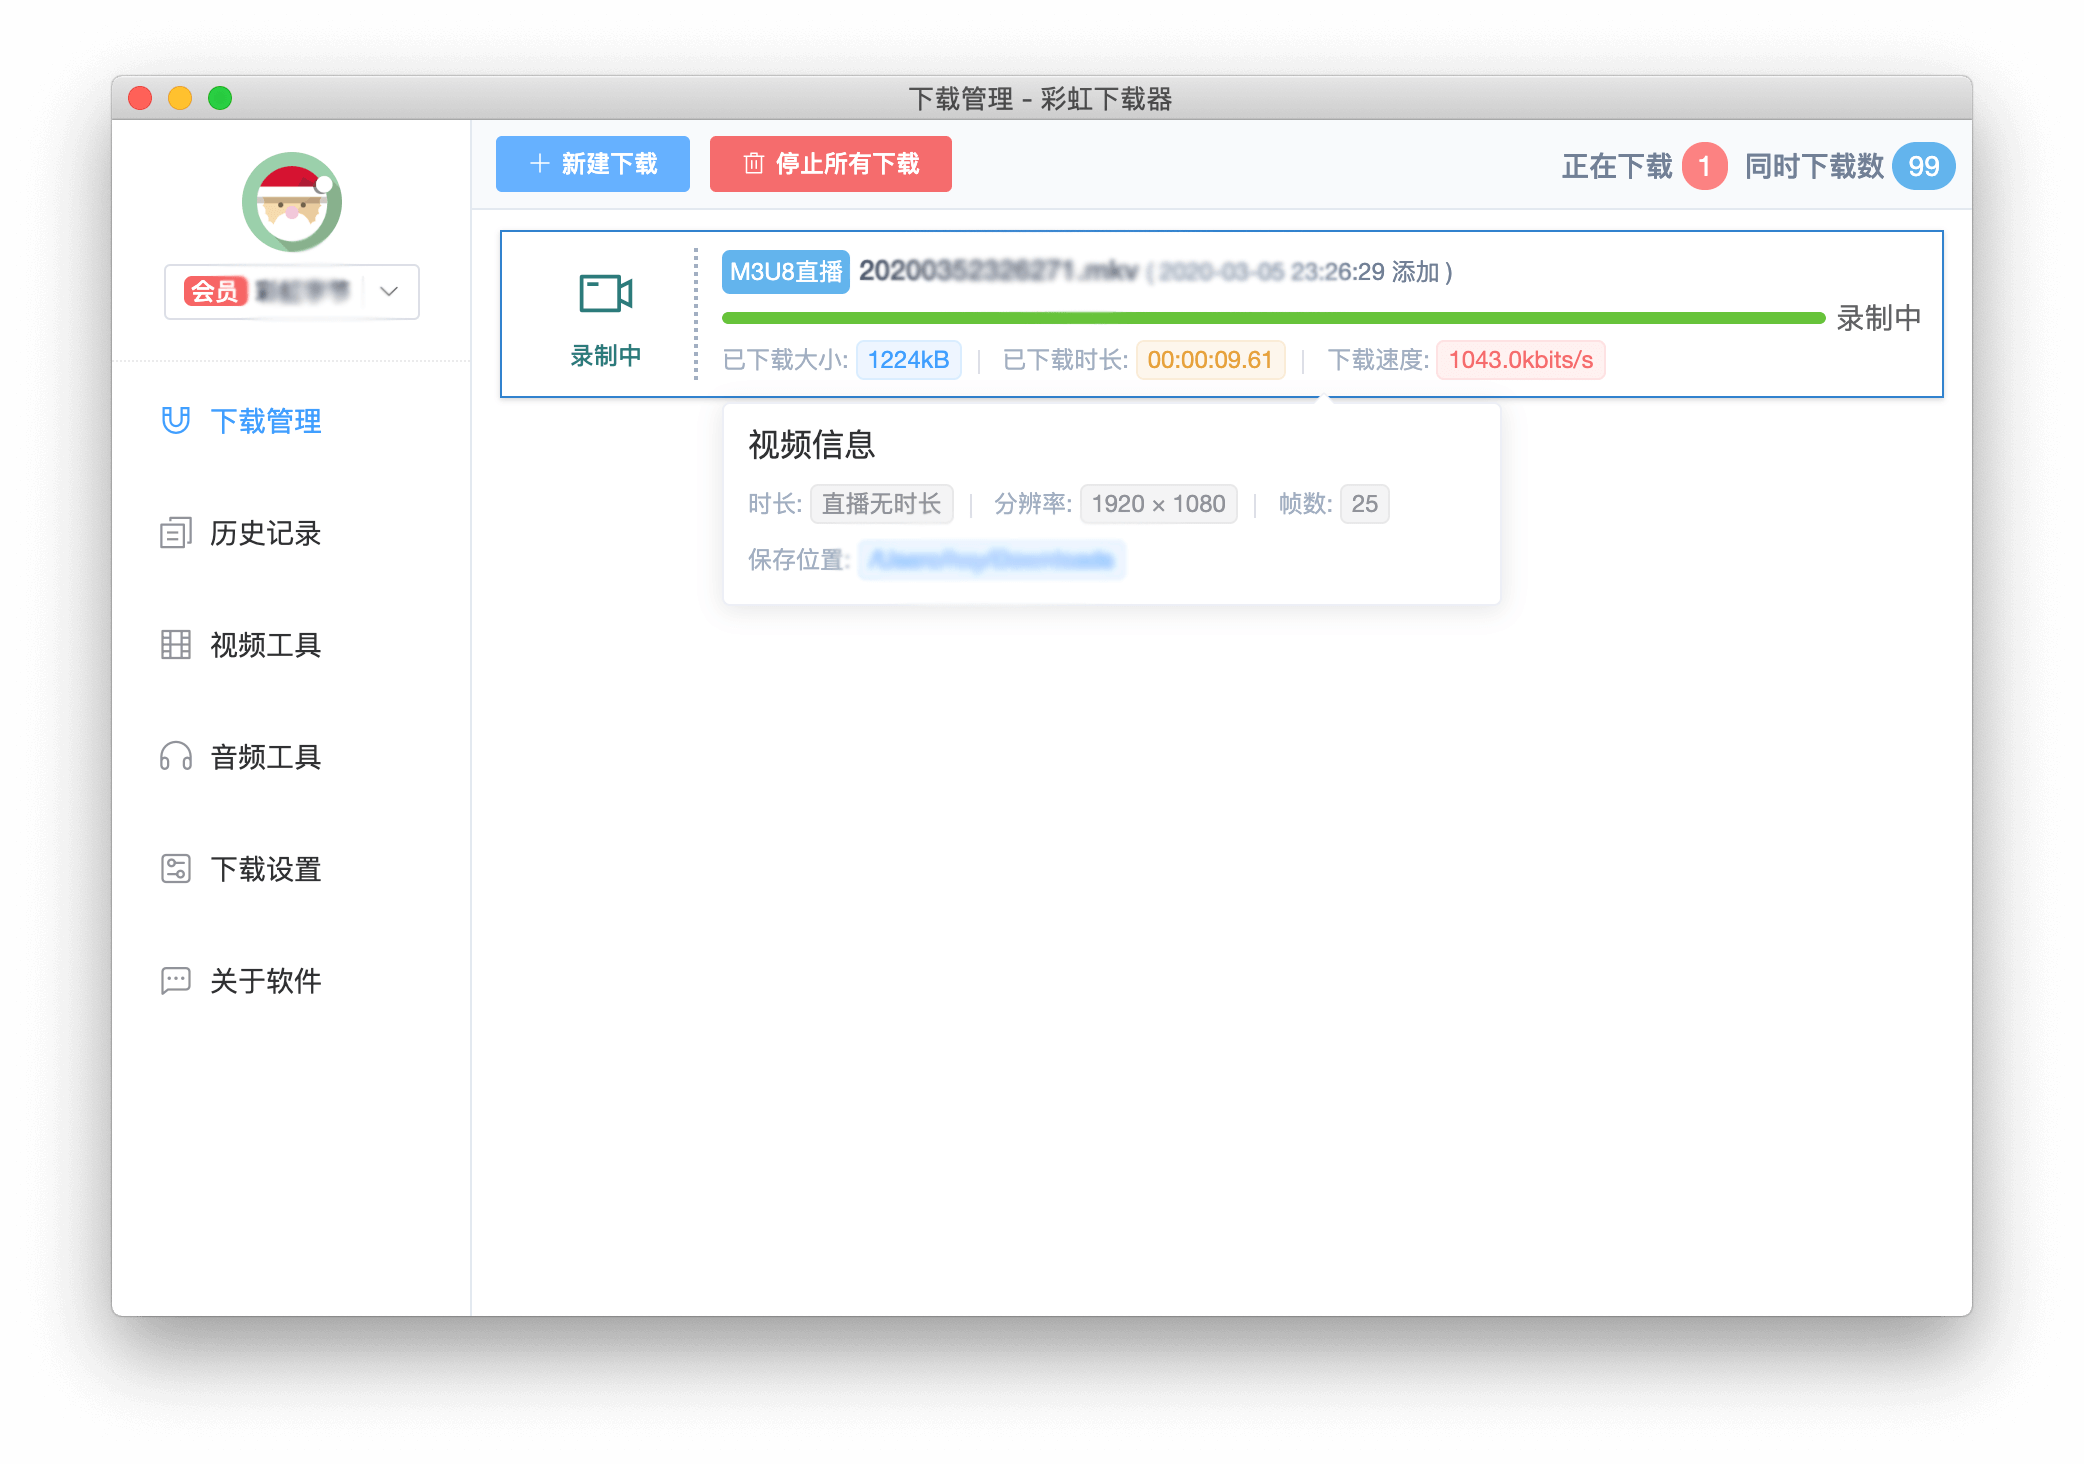 下载管理 - 彩虹下载器
新建下载
停止所有下载
正在下载 1 同时下载数 99
会员
下载管理
历史记录
视频工具
音频工具
下载设置
关于软件
录制中
M3U8直播 20200352326271.mkv ( 2020-03-05 23:26:29 添加 )
录制中
已下载大小: 1224kB | 已下载时长: 00:00:09.61 | 下载速度: 1043.0kbits/s
视频信息
时长: 直播无时长 | 分辨率: 1920 × 1080 | 帧数: 25
保存位置: